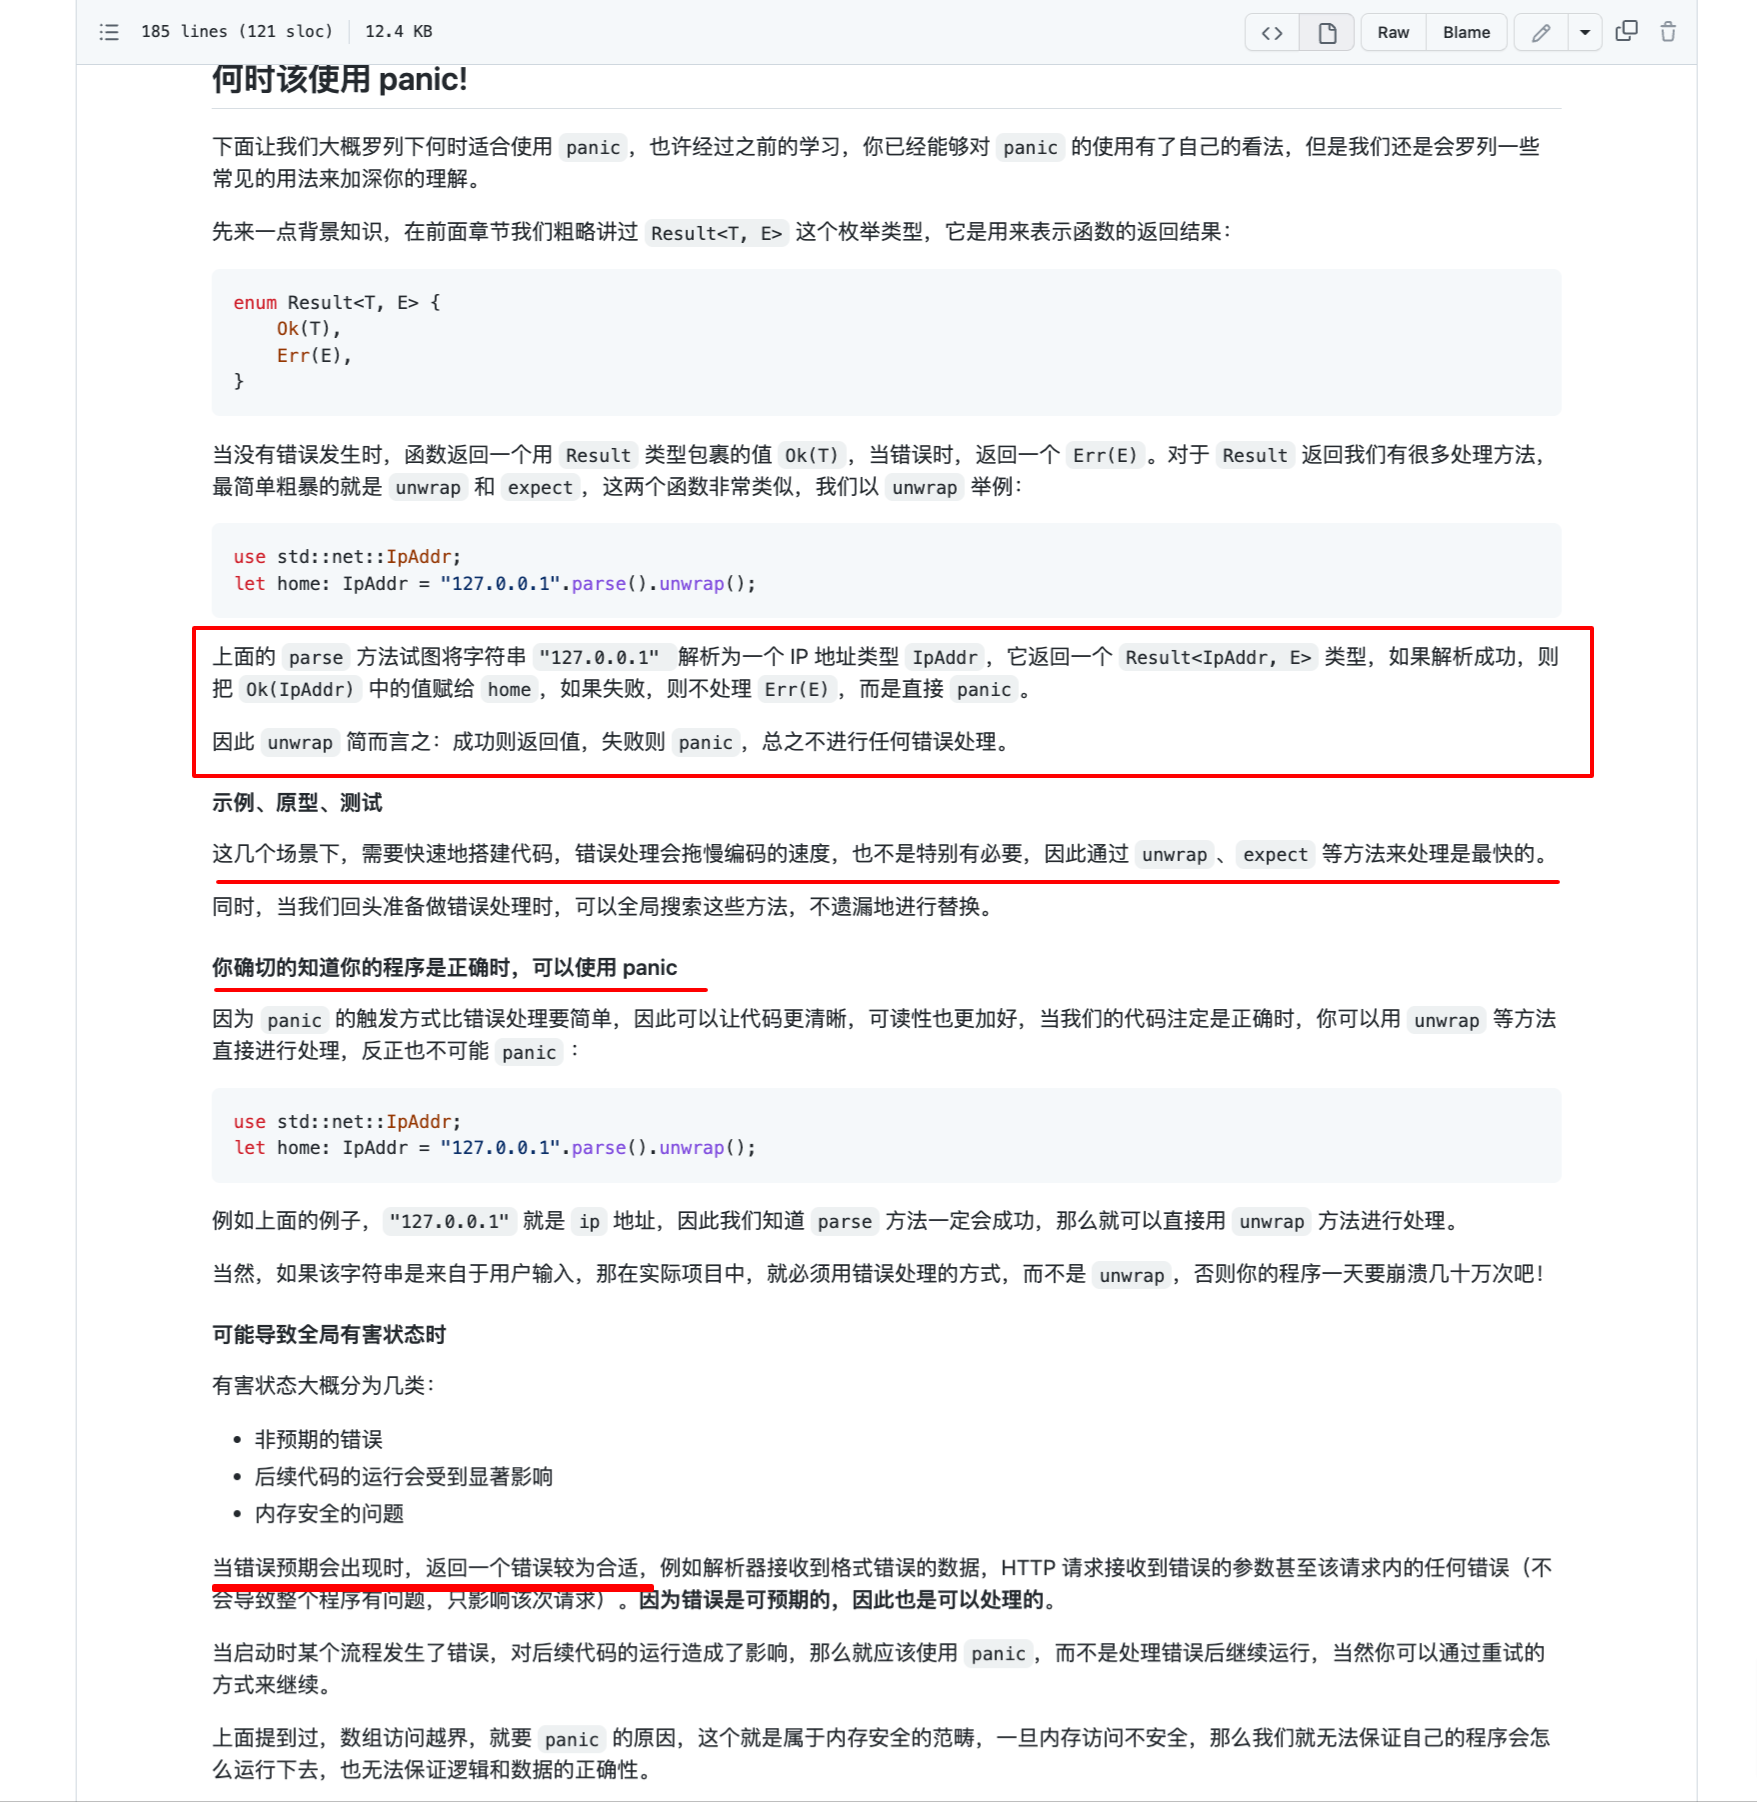 185 lines (121 sloc) 12.4 KB Raw Blame
何时该使用 panic!
下面让我们大概罗列下何时适合使用 panic，也许经过之前的学习，你已经能够对 panic 的使用有了自己的看法，但是我们还是会罗列一些
常见的用法来加深你的理解。
先来一点背景知识，在前面章节我们粗略讲过 Result<T, E> 这个枚举类型，它是用来表示函数的返回结果：
enum Result<T, E> {
    Ok(T),
    Err(E),
}
当没有错误发生时，函数返回一个用 Result 类型包裹的值 Ok(T)，当错误时，返回一个 Err(E)。对于 Result 返回我们有很多处理方法，
最简单粗暴的就是 unwrap 和 expect，这两个函数非常类似，我们以 unwrap 举例：
use std::net::IpAddr;
let home: IpAddr = "127.0.0.1".parse().unwrap();
上面的 parse 方法试图将字符串 "127.0.0.1" 解析为一个 IP 地址类型 IpAddr，它返回一个 Result<IpAddr, E> 类型，如果解析成功，则
把 Ok(IpAddr) 中的值赋给 home，如果失败，则不处理 Err(E)，而是直接 panic。
因此 unwrap 简而言之：成功则返回值，失败则 panic，总之不进行任何错误处理。
示例、原型、测试
这几个场景下，需要快速地搭建代码，错误处理会拖慢编码的速度，也不是特别有必要，因此通过 unwrap、expect 等方法来处理是最快的。
同时，当我们回头准备做错误处理时，可以全局搜索这些方法，不遗漏地进行替换。
你确切的知道你的程序是正确时，可以使用 panic
因为 panic 的触发方式比错误处理要简单，因此可以让代码更清晰，可读性也更加好，当我们的代码注定是正确时，你可以用 unwrap 等方法
直接进行处理，反正也不可能 panic ：
use std::net::IpAddr;
let home: IpAddr = "127.0.0.1".parse().unwrap();
例如上面的例子，"127.0.0.1" 就是 ip 地址，因此我们知道 parse 方法一定会成功，那么就可以直接用 unwrap 方法进行处理。
当然，如果该字符串是来自于用户输入，那在实际项目中，就必须用错误处理的方式，而不是 unwrap，否则你的程序一天要崩溃几十万次吧！
可能导致全局有害状态时
有害状态大概分为几类：
• 非预期的错误
• 后续代码的运行会受到显著影响
• 内存安全的问题
当错误预期会出现时，返回一个错误较为合适，例如解析器接收到格式错误的数据，HTTP 请求接收到错误的参数甚至该请求内的任何错误（不
会导致整个程序有问题，只影响该次请求）。因为错误是可预期的，因此也是可以处理的。
当启动时某个流程发生了错误，对后续代码的运行造成了影响，那么就应该使用 panic，而不是处理错误后继续运行，当然你可以通过重试的
方式来继续。
上面提到过，数组访问越界，就要 panic 的原因，这个就是属于内存安全的范畴，一旦内存访问不安全，那么我们就无法保证自己的程序会怎
么运行下去，也无法保证逻辑和数据的正确性。